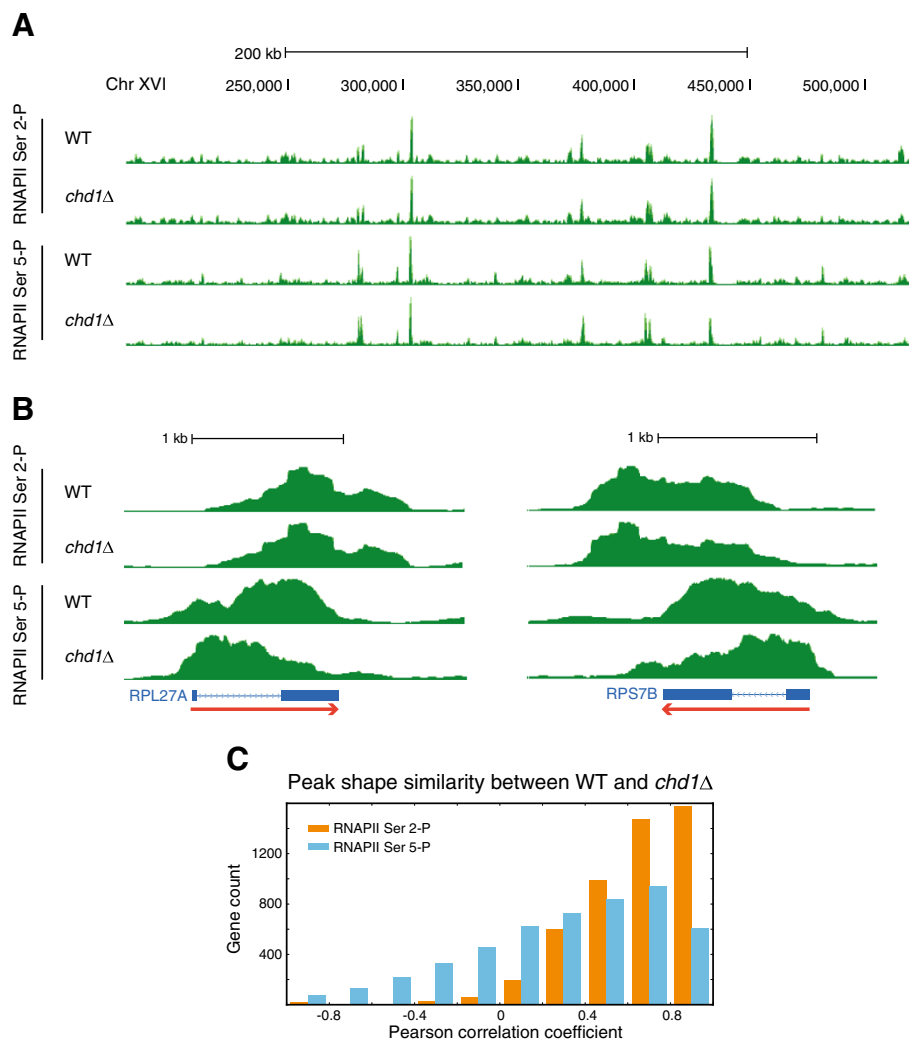 A
200 kb
Chr XVI 250,000 300,000 350,000 400,000 450,000 500,000
RNAPII Ser 2-P
WT
chd1Δ
RNAPII Ser 5-P
WT
chd1Δ
B
1 kb 1 kb
RNAPII Ser 2-P
WT
chd1Δ
RNAPII Ser 5-P
WT
chd1Δ
RPL27A RPS7B
C
Peak shape similarity between WT and chd1Δ
RNAPII Ser 2-P
RNAPII Ser 5-P
Gene count
1200
800
400
-0.8 -0.4 0 0.4 0.8
Pearson correlation coefficient